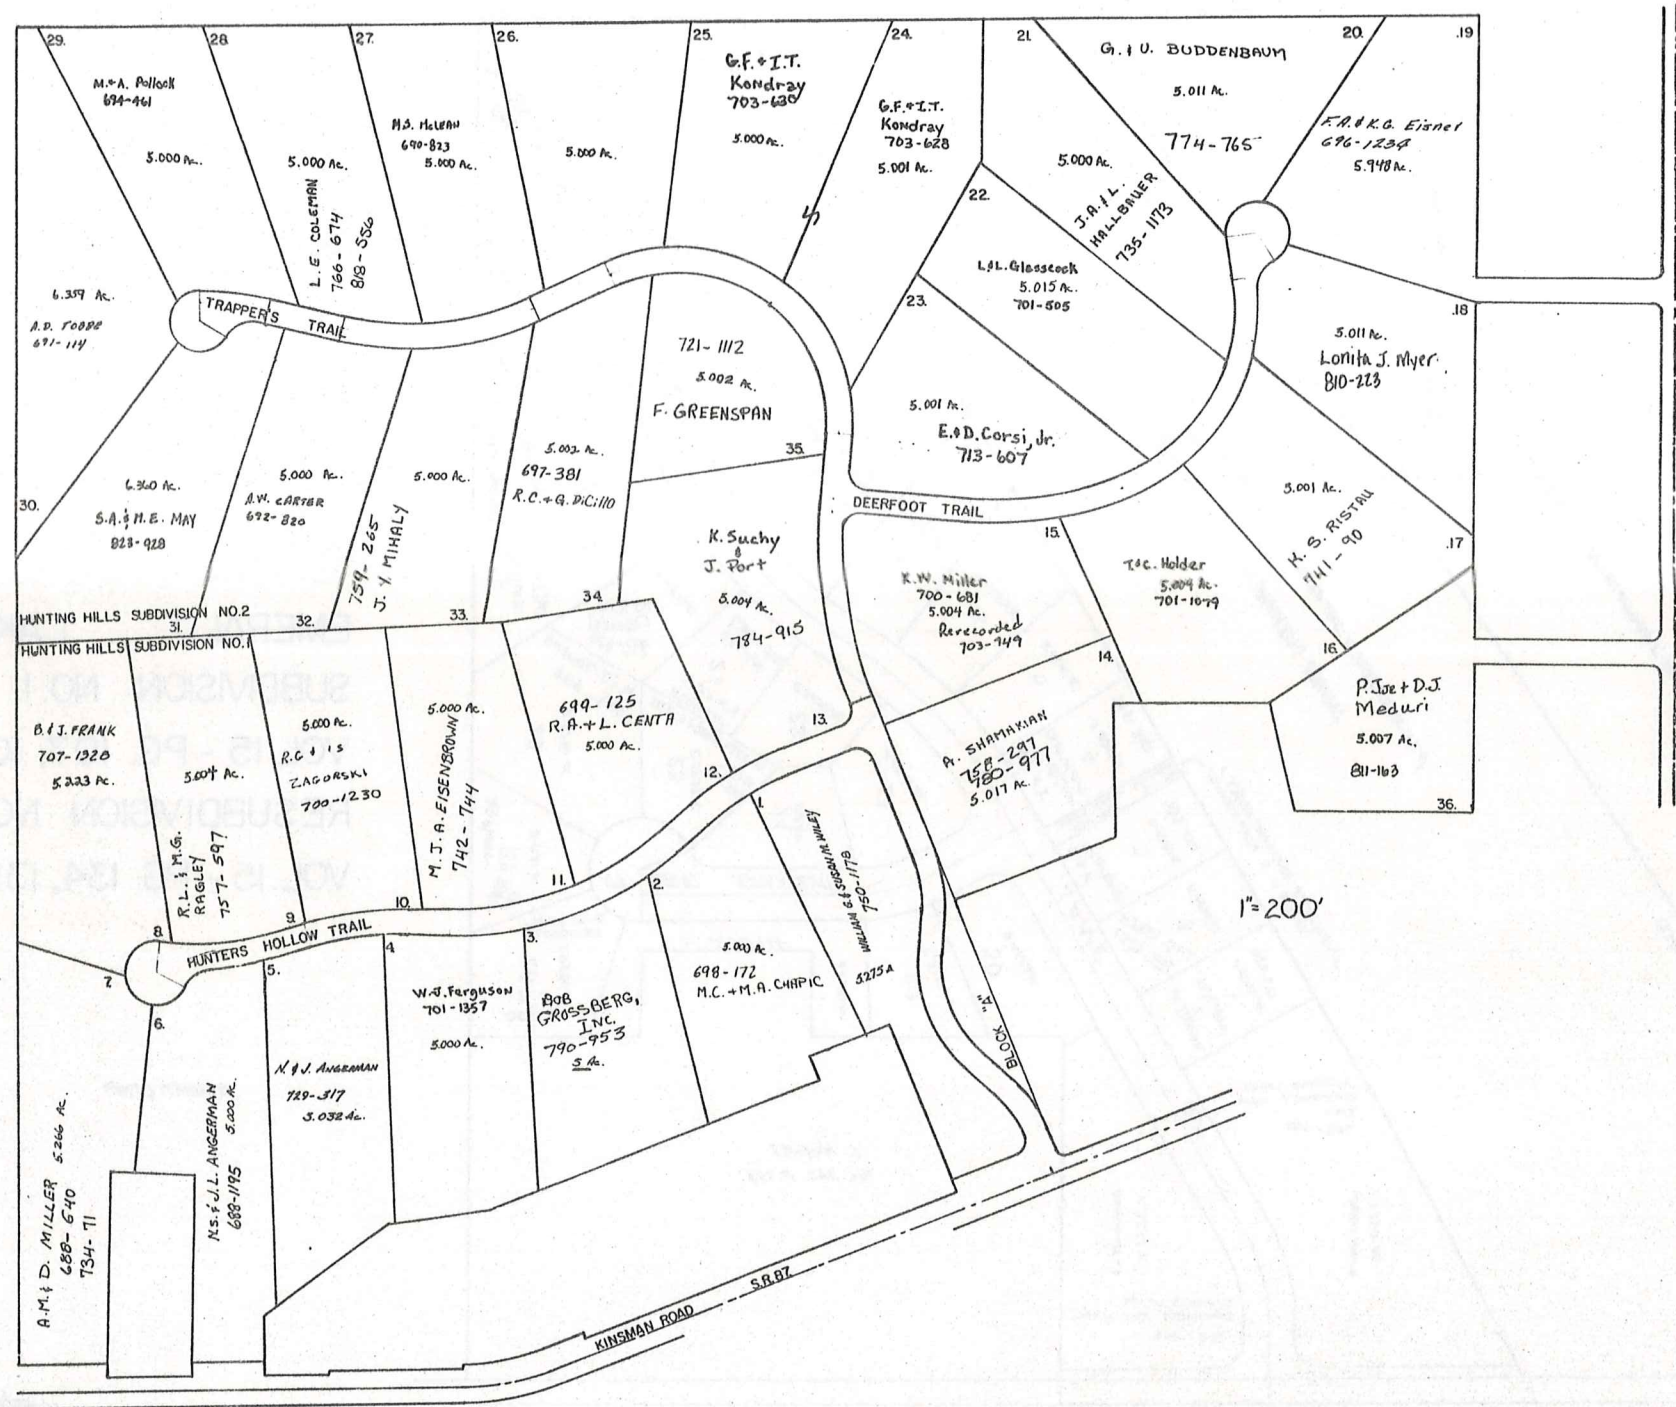 29.
M.&A. Pollock
694-461
5.000 Ac.
28.
5.000 Ac.
L.E. COLEMAN
766-674
818-556
27.
M.S. McLEAN
690-823
5.000 Ac.
26.
5.000 Ac.
25.
G.F.&I.T.
Kondray
703-630
5.000 Ac.
24.
G.F.&I.T.
Kondray
703-628
5.001 Ac.
21.
5.000 Ac.
J.A.& L.
HALLBAUER
735-1173
G. & U. BUDDENBAUM
5.011 Ac.
774-765
20.
F.A.& K.G. Eisner
696-1234
5.948 Ac.
.19
22.
L.&L. Glasscock
5.015 Ac.
701-505
23.
5.001 Ac.
E.&D. Corsi, Jr.
713-607
.18
5.011 Ac.
Lonita J. Myer
810-223
6.359 Ac.
A.D.
691-114
TRAPPER'S TRAIL
721-1112
5.002 Ac.
F. GREENSPAN
35.
30.
6.360 Ac.
S.A.& M.E. MAY
823-928
5.000 Ac.
A.W. CARTER
692-820
5.000 Ac.
759-265
J. Y. MIHALY
5.002 Ac.
697-381
R.C.+G. DiCillo
K. Suchy
&
J. Port
5.004 Ac.
784-915
DEERFOOT TRAIL
15.
K.W. Miller
700-681
5.004 Ac.
Rerecorded
703-949
T.&C. Holder
5.009 Ac.
701-1079
5.001 Ac.
K. S. RISTAU
741-90
.17
16.
14.
HUNTING HILLS SUBDIVISION NO.2
31.
32.
33.
34.
HUNTING HILLS SUBDIVISION NO.1
B.& J. FRANK
707-1328
5.223 Ac.
5.004 Ac.
R.L.& M.G.
RAGLEY
757-597
5.000 Ac.
R.G & I S
ZAGORSKI
700-1230
5.000 Ac.
M. J. A. EISENBROWN
742-744
699-125
R.A.+ L. CENTA
5.000 Ac.
13.
12.
A. SHAMAKIAN
758-297
780-977
5.017 Ac.
P. Joe + D.J.
Meduri
5.007 Ac.
811-163
36.
8.
9.
10.
11.
HUNTERS HOLLOW TRAIL
1.
2.
3.
4.
5.
6.
7.
WILLIAM G.& SUSAN M. WILEY
750-1178
5.275 A
5.000 Ac.
698-172
M.C.+M.A. CHAPIC
BOB
GROSSBERG,
INC.
790-953
5 Ac.
W.J. Ferguson
701-1357
5.000 Ac.
N.& J. ANGERMAN
729-317
5.032 Ac.
N.S.& J.L. ANGERMAN 5.000 Ac.
688-1195
A.M.& D. MILLER 5.266 Ac.
688-640
734-71
BLOCK "A"
1"=200'
KINSMAN ROAD S.R.87